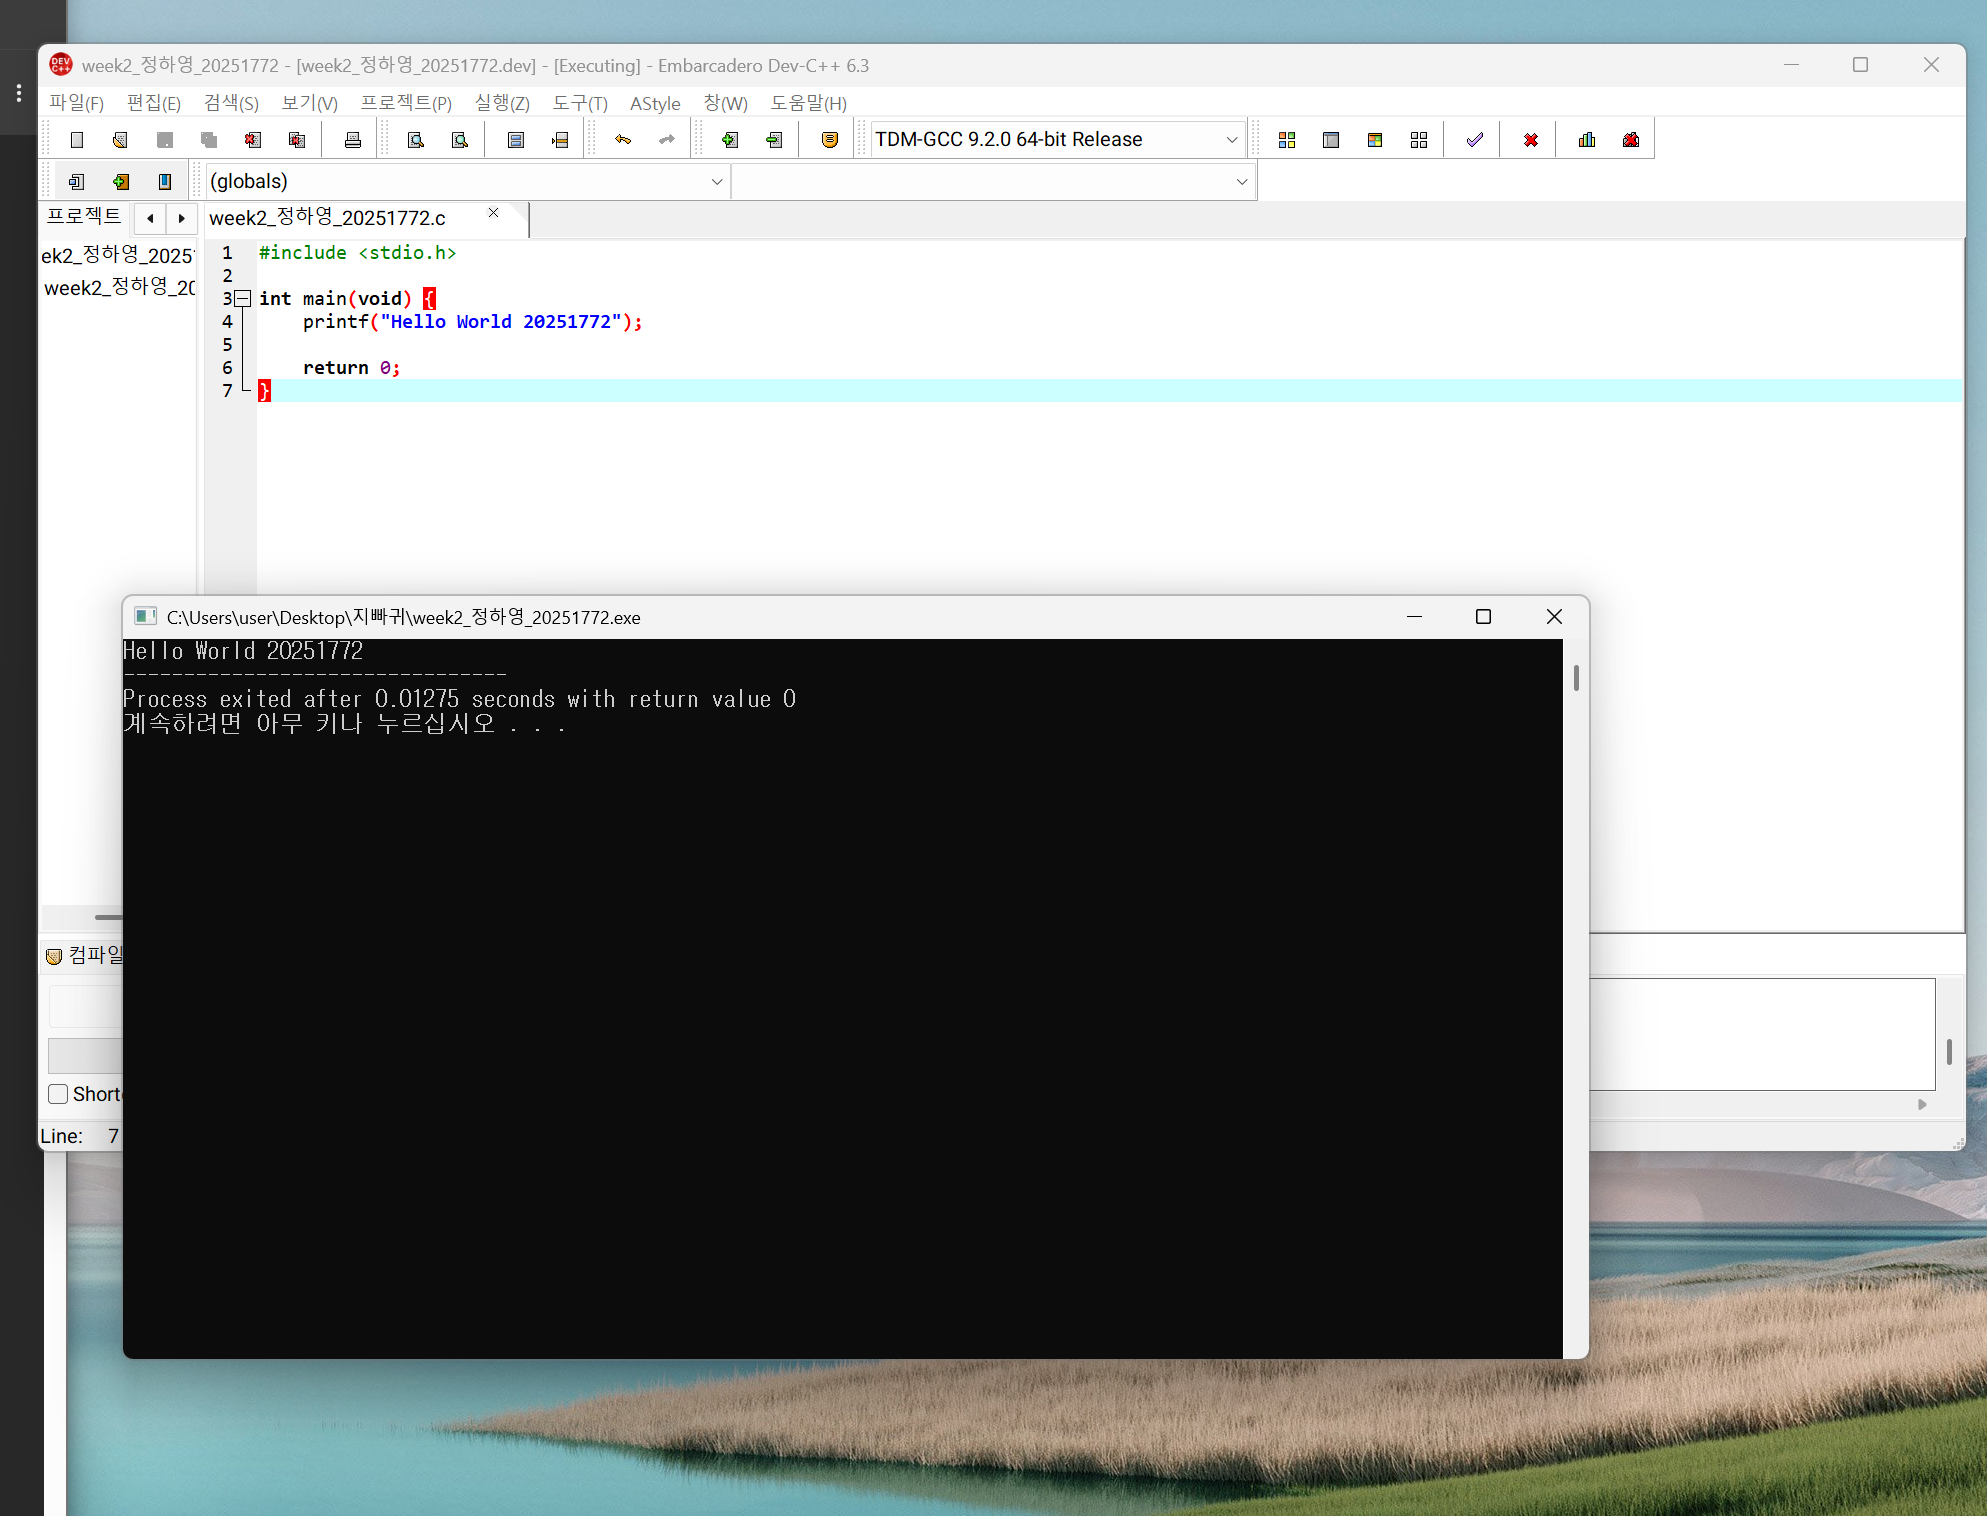 week2_정하영_20251772 - [week2_정하영_20251772.dev] - [Executing] - Embarcadero Dev-C++ 6.3
파일(F) 편집(E) 검색(S) 보기(V) 프로젝트(P) 실행(Z) 도구(T) AStyle 창(W) 도움말(H)
TDM-GCC 9.2.0 64-bit Release
(globals)
프로젝트
week2_정하영_20251772.c
ek2_정하영_2025
week2_정하영_20
1 #include <stdio.h>
2
3 int main(void) {
4 printf("Hello World 20251772");
5
6 return 0;
7 }
C:\Users\user\Desktop\지빠귀\week2_정하영_20251772.exe
Hello World 20251772
--------------------------------
Process exited after 0.01275 seconds with return value 0
계속하려면 아무 키나 누르십시오 . . .
컴파일
Short
Line: 7